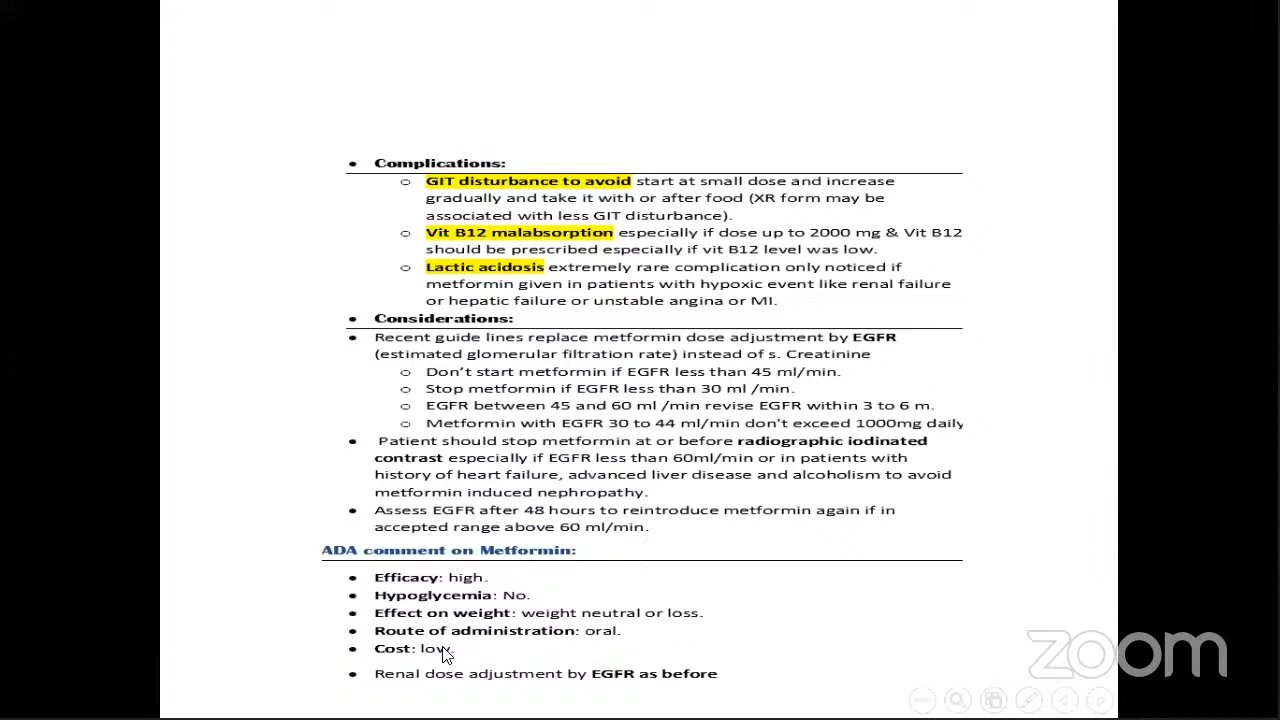 • Complications:
○ GIT disturbance to avoid start at small dose and increase
gradually and take it with or after food (XR form may be
associated with less GIT disturbance).
○ Vit B12 malabsorption especially if dose up to 2000 mg & Vit B12
should be prescribed especially if vit B12 level was low.
○ Lactic acidosis extremely rare complication only noticed if
metformin given in patients with hypoxic event like renal failure
or hepatic failure or unstable angina or MI.
• Considerations:
• Recent guide lines replace metformin dose adjustment by EGFR
(estimated glomerular filtration rate) instead of s. Creatinine
○ Don’t start metformin if EGFR less than 45 ml/min.
○ Stop metformin if EGFR less than 30 ml /min.
○ EGFR between 45 and 60 ml /min revise EGFR within 3 to 6 m.
○ Metformin with EGFR 30 to 44 ml/min don't exceed 1000mg daily
• Patient should stop metformin at or before radiographic iodinated
contrast especially if EGFR less than 60ml/min or in patients with
history of heart failure, advanced liver disease and alcoholism to avoid
metformin induced nephropathy.
• Assess EGFR after 48 hours to reintroduce metformin again if in
accepted range above 60 ml/min.
ADA comment on Metformin:
• Efficacy: high.
• Hypoglycemia: No.
• Effect on weight: weight neutral or loss.
• Route of administration: oral.
• Cost: low.
• Renal dose adjustment by EGFR as before
zoom